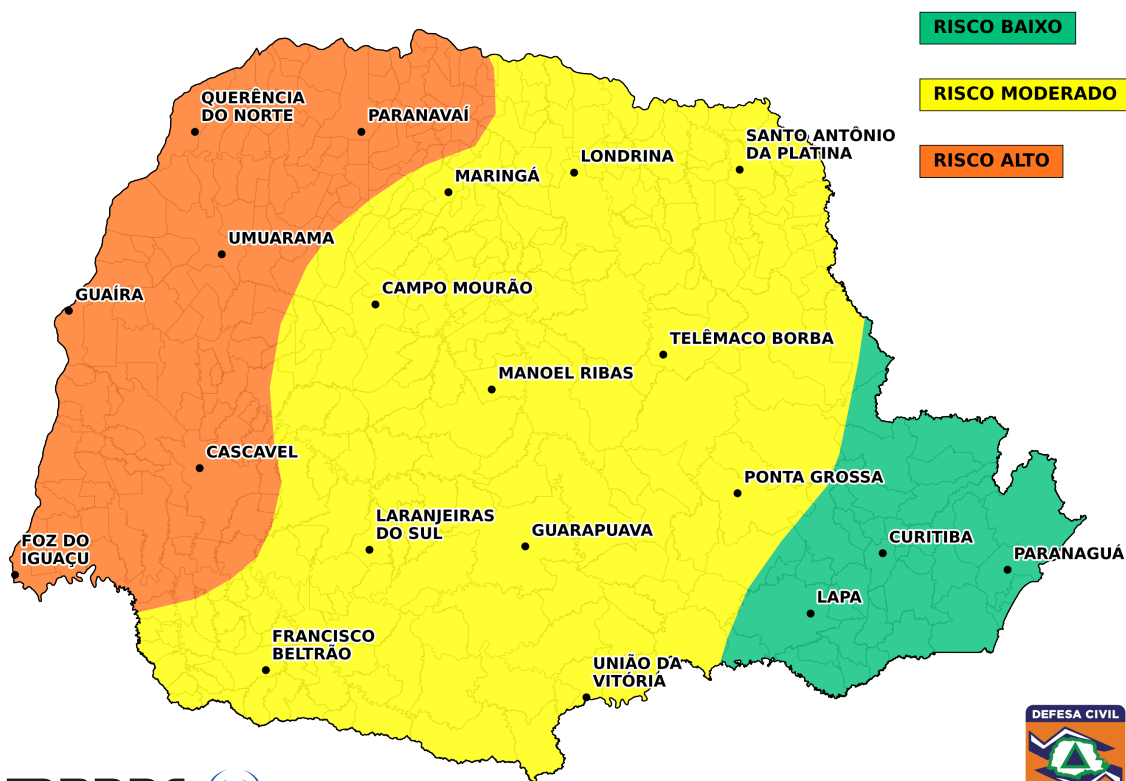 RISCO BAIXO
RISCO MODERADO
RISCO ALTO
QUERÊNCIA
DO NORTE
PARANAVAÍ
SANTO ANTÔNIO
DA PLATINA
LONDRINA
MARINGÁ
UMUARAMA
CAMPO MOURÃO
GUAÍRA
TELÊMACO BORBA
MANOEL RIBAS
CASCAVEL
PONTA GROSSA
LARANJEIRAS
DO SUL
GUARAPUAVA
CURITIBA
FOZ DO
IGUAÇU
PARANAGUÁ
LAPA
FRANCISCO
BELTRÃO
UNIÃO DA
VITÓRIA
DEFESA CIVIL